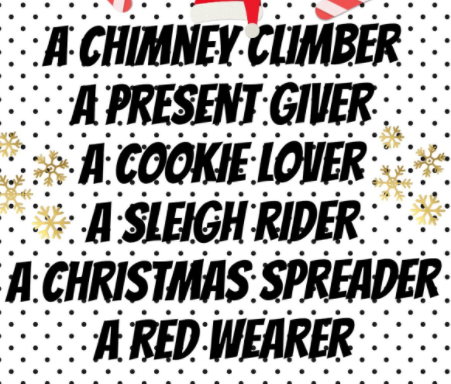 A CHIMNEY CLIMBER
A PRESENT GIVER
A COOKIE LOVER
A SLEIGH RIDER
A CHRISTMAS SPREADER
A RED WEARER